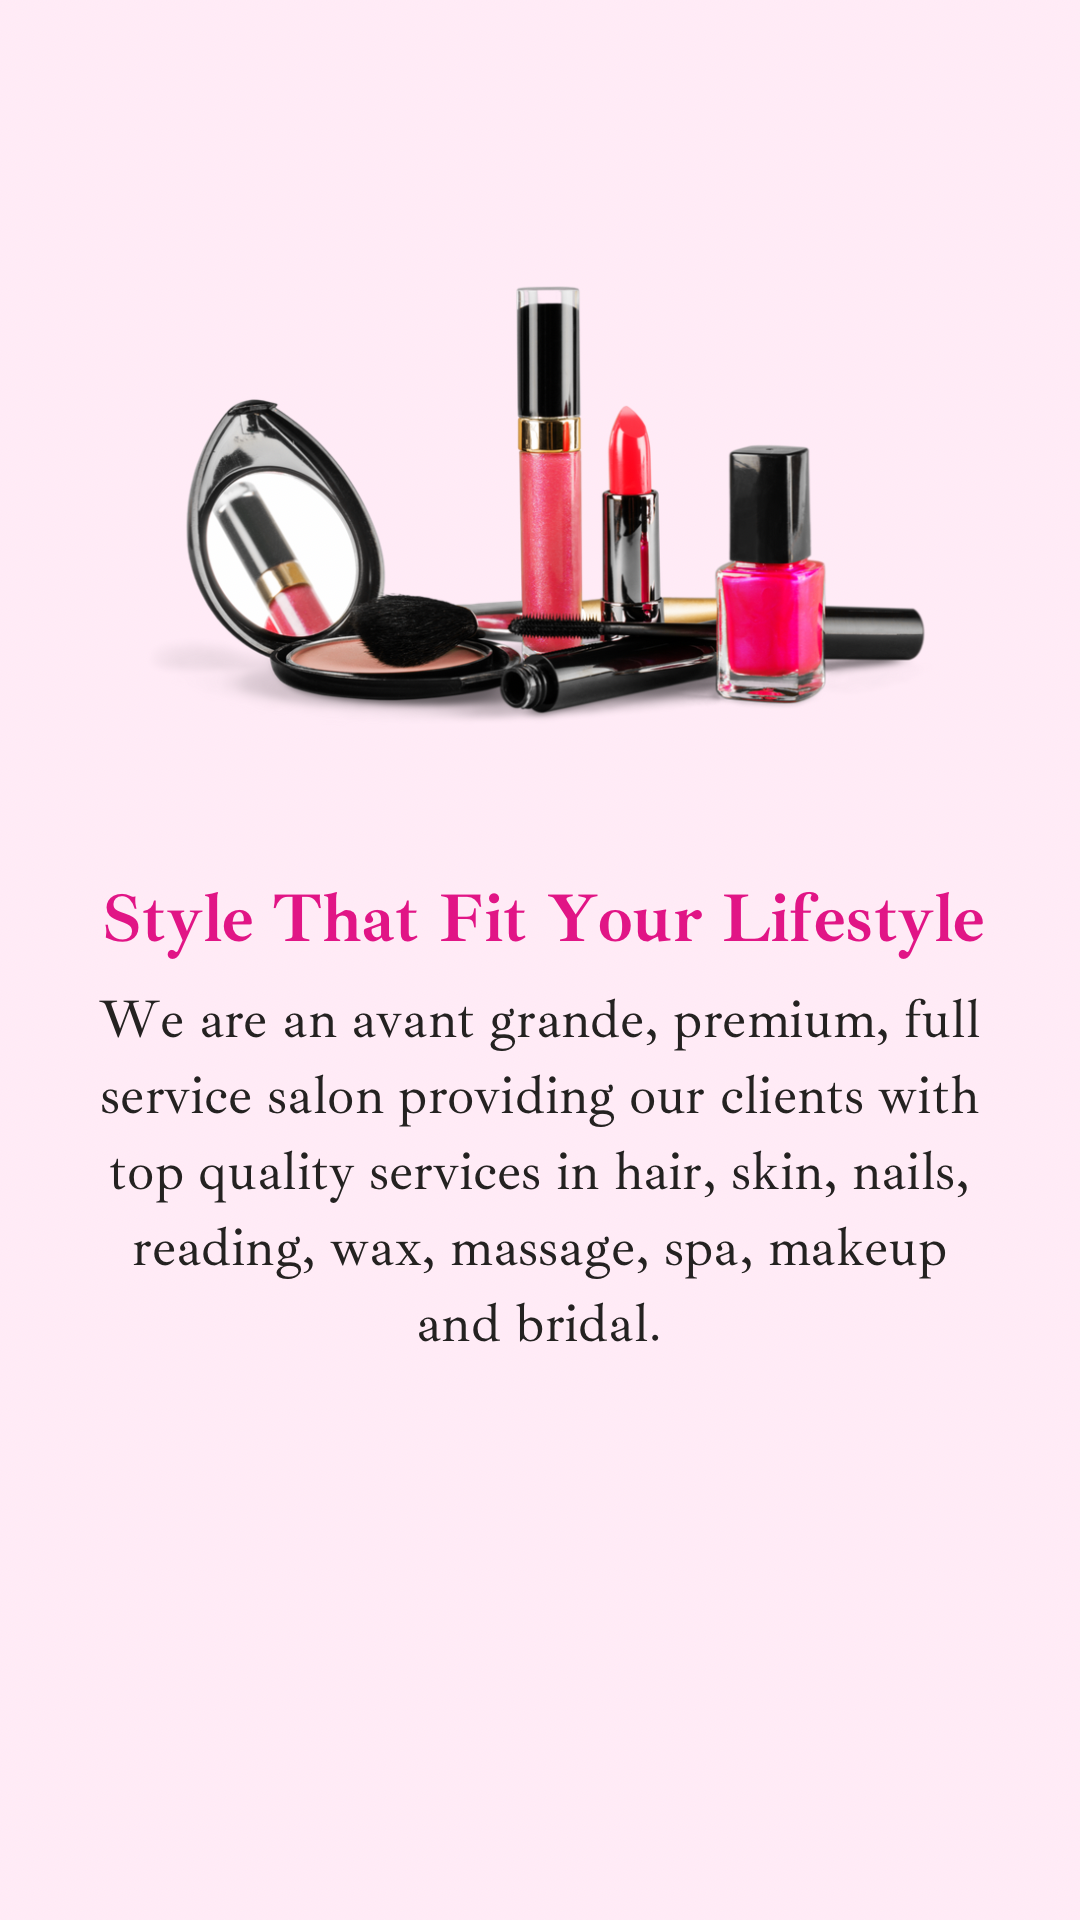 Style That Fit Your Lifestyle
We are an avant grande, premium, full
service salon providing our clients with
top quality services in hair, skin, nails,
reading, wax, massage, spa, makeup
and bridal.